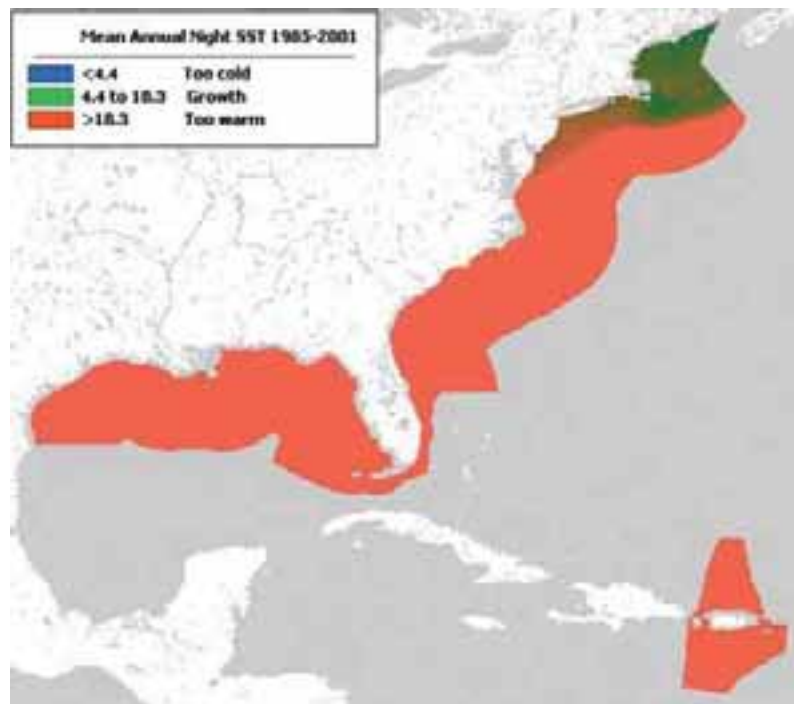 Mean Annual Night SST 1985-2001
<4.4 Too cold
4.4 to 18.3 Growth
>18.3 Too warm